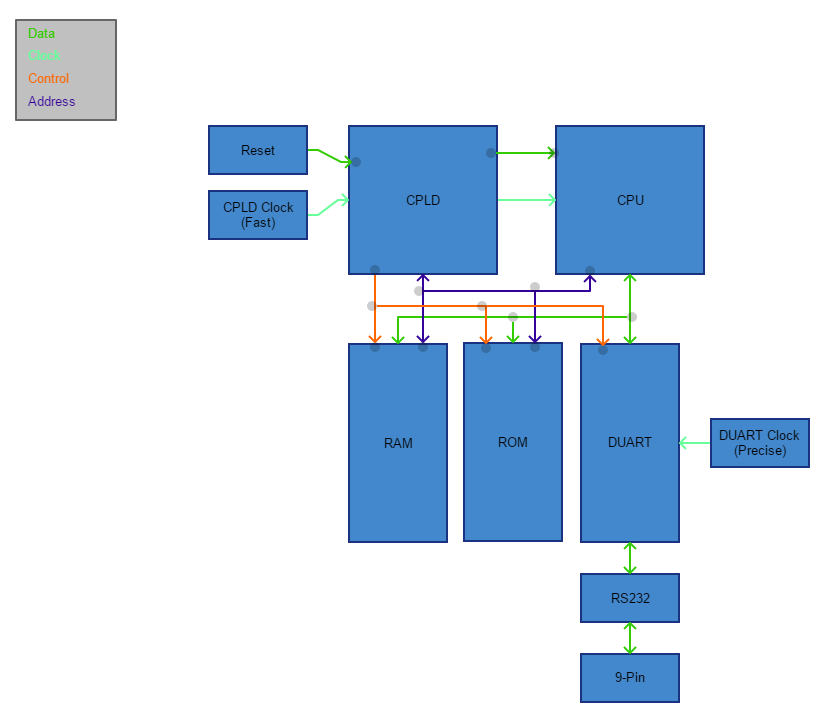 Data
Clock
Control
Address
Reset
CPLD
CPU
CPLD Clock
(Fast)
RAM
ROM
DUART
DUART Clock
(Precise)
RS232
9-Pin